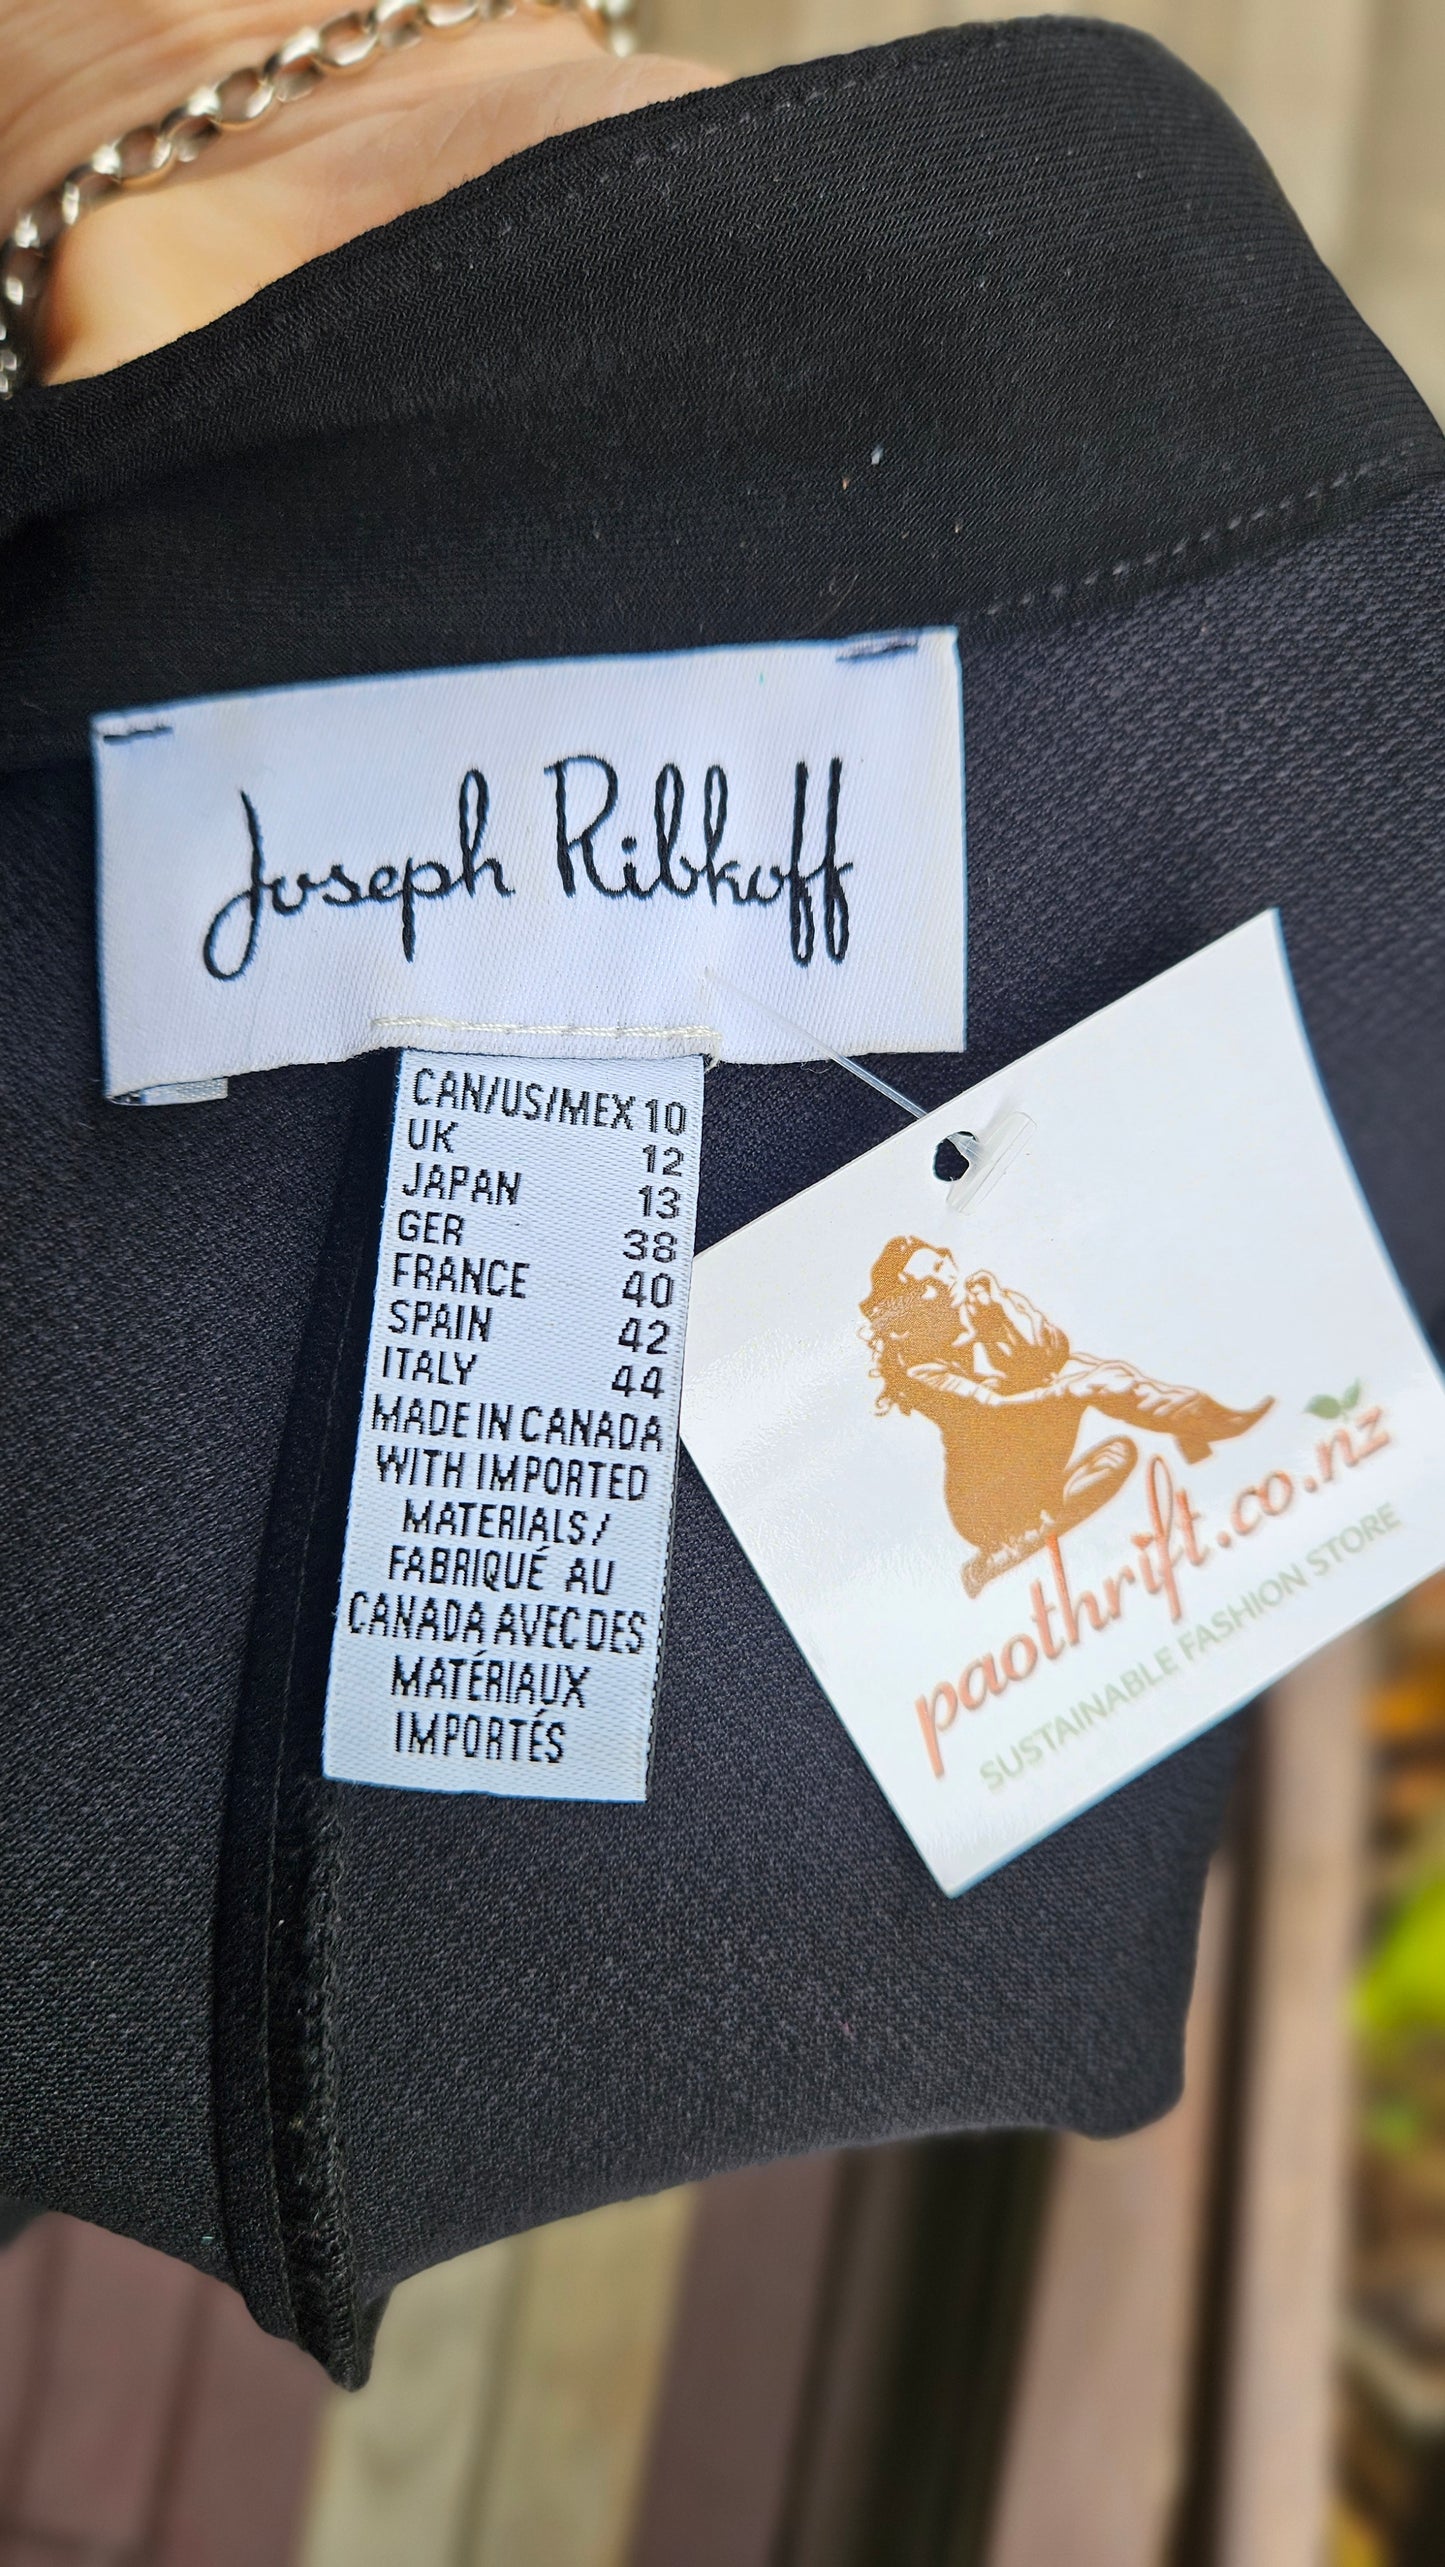 Joseph Ribkoff
CAN/US/MEX 10
UK 12
JAPAN 13
GER 38
FRANCE 40
SPAIN 42
ITALY 44
MADE IN CANADA
WITH IMPORTED
MATERIALS/
FABRIQUÉ AU
CANADA AVEC DES
MATÉRIAUX
IMPORTÉS
paothrift.co.nz
SUSTAINABLE FASHION STORE